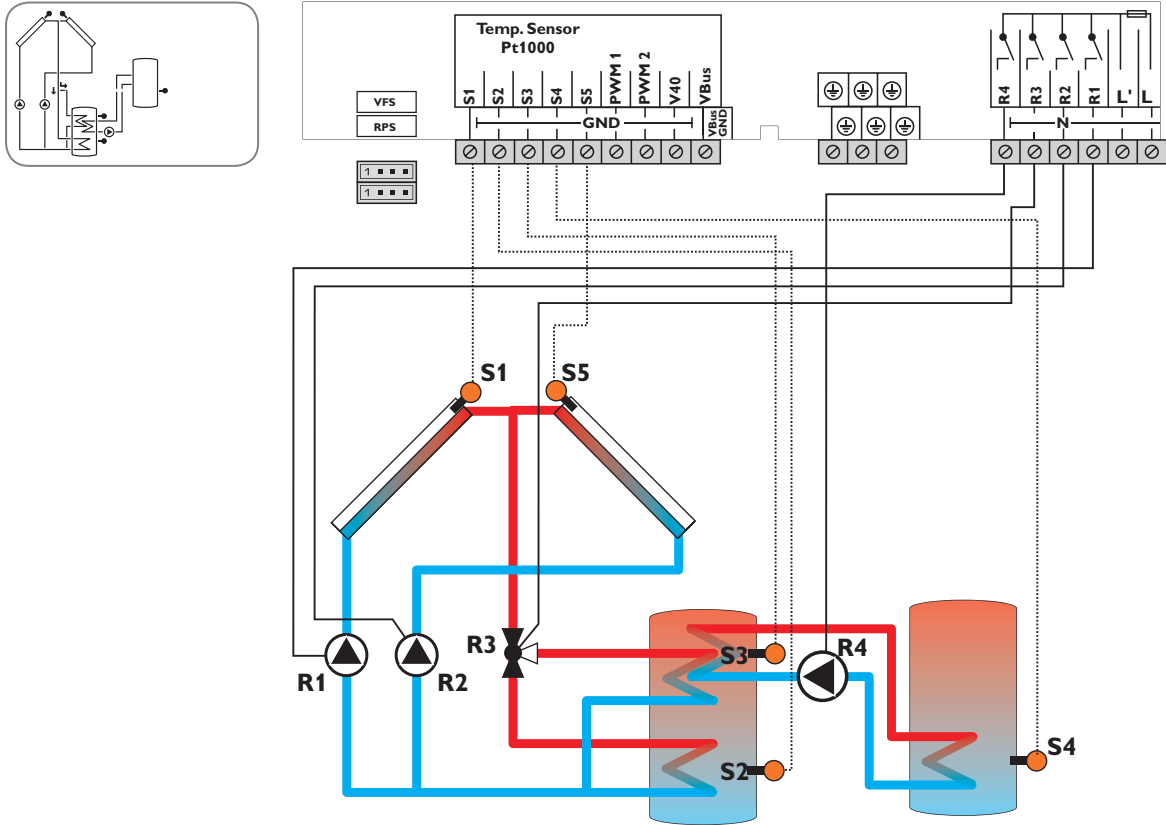 Temp. Sensor
Pt1000
VFS
RPS
S1
S2
S3
S4
S5
PWM 1
PWM 2
V40
VBus
GND
VBus
GND
R4
R3
R2
R1
L'
L
N
1
1
S1
S5
R1
R2
R3
S3
R4
S2
S4